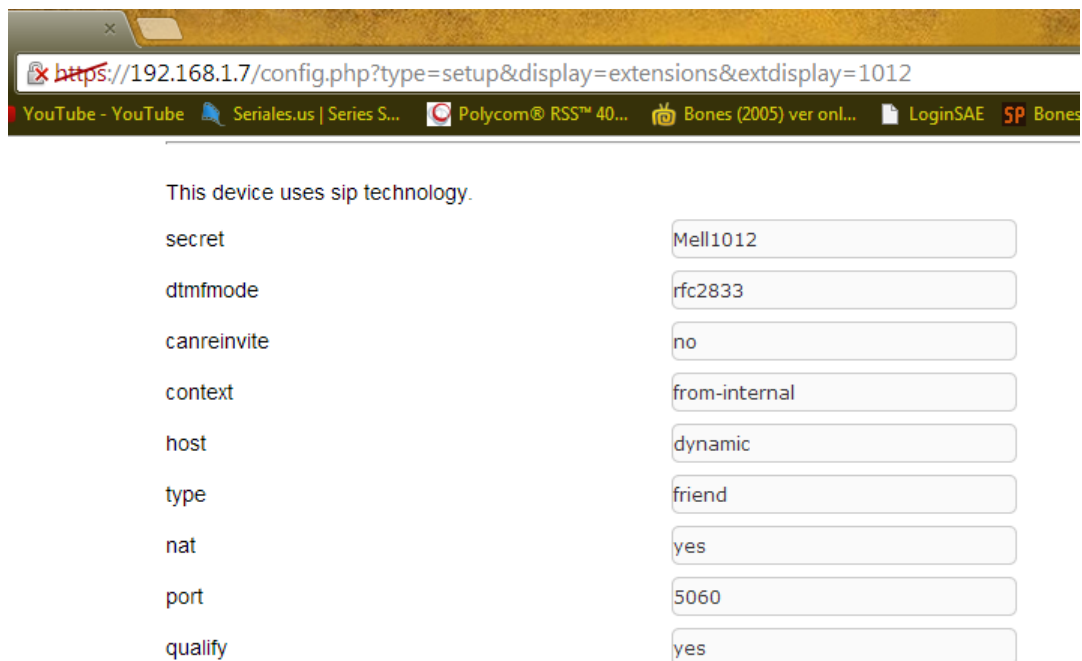 https://192.168.1.7/config.php?type=setup&display=extensions&extdisplay=1012
YouTube - YouTube Seriales.us | Series S... Polycom® RSS™ 40... Bones (2005) ver onl... LoginSAE SP Bones
This device uses sip technology.
secret Mell1012
dtmfmode rfc2833
canreinvite no
context from-internal
host dynamic
type friend
nat yes
port 5060
qualify yes